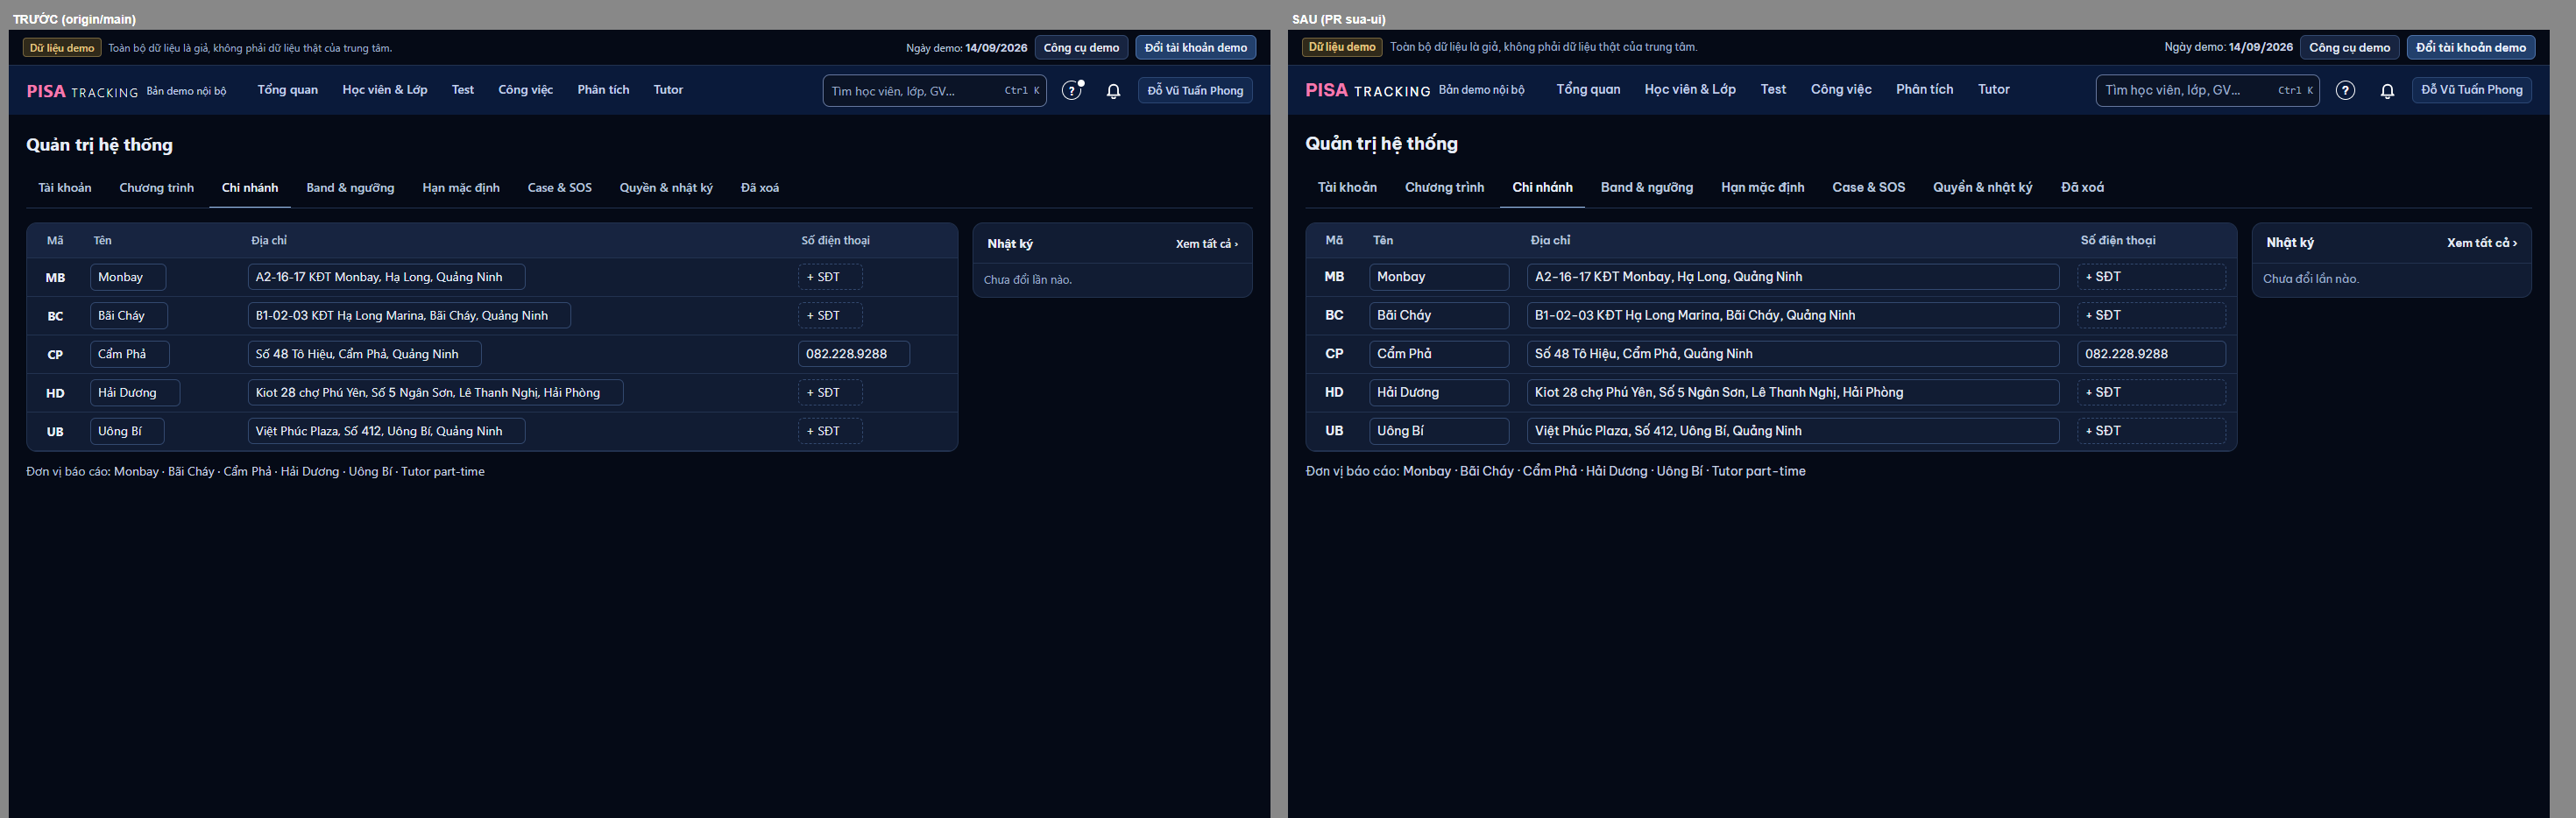 TRƯỚC (origin/main)
Dữ liệu demo Toàn bộ dữ liệu là giả, không phải dữ liệu thật của trung tâm. Ngày demo: 14/09/2026 Công cụ demo Đổi tài khoản demo
PISA TRACKING Bản demo nội bộ Tổng quan Học viên & Lớp Test Công việc Phân tích Tutor Tìm học viên, lớp, GV... Ctrl K ? Đỗ Vũ Tuấn Phong
Quản trị hệ thống
Tài khoản Chương trình Chi nhánh Band & ngưỡng Hạn mặc định Case & SOS Quyền & nhật ký Đã xoá
Mã Tên Địa chỉ Số điện thoại
MB Monbay A2-16-17 KĐT Monbay, Hạ Long, Quảng Ninh + SĐT
BC Bãi Cháy B1-02-03 KĐT Hạ Long Marina, Bãi Cháy, Quảng Ninh + SĐT
CP Cẩm Phả Số 48 Tô Hiệu, Cẩm Phả, Quảng Ninh 082.228.9288
HD Hải Dương Kiot 28 chợ Phú Yên, Số 5 Ngân Sơn, Lê Thanh Nghị, Hải Phòng + SĐT
UB Uông Bí Việt Phúc Plaza, Số 412, Uông Bí, Quảng Ninh + SĐT
Nhật ký Xem tất cả ›
Chưa đổi lần nào.
Đơn vị báo cáo: Monbay · Bãi Cháy · Cẩm Phả · Hải Dương · Uông Bí · Tutor part-time
SAU (PR sua-ui)
Dữ liệu demo Toàn bộ dữ liệu là giả, không phải dữ liệu thật của trung tâm. Ngày demo: 14/09/2026 Công cụ demo Đổi tài khoản demo
PISA TRACKING Bản demo nội bộ Tổng quan Học viên & Lớp Test Công việc Phân tích Tutor Tìm học viên, lớp, GV... Ctrl K ? Đỗ Vũ Tuấn Phong
Quản trị hệ thống
Tài khoản Chương trình Chi nhánh Band & ngưỡng Hạn mặc định Case & SOS Quyền & nhật ký Đã xoá
Mã Tên Địa chỉ Số điện thoại
MB Monbay A2-16-17 KĐT Monbay, Hạ Long, Quảng Ninh + SĐT
BC Bãi Cháy B1-02-03 KĐT Hạ Long Marina, Bãi Cháy, Quảng Ninh + SĐT
CP Cẩm Phả Số 48 Tô Hiệu, Cẩm Phả, Quảng Ninh 082.228.9288
HD Hải Dương Kiot 28 chợ Phú Yên, Số 5 Ngân Sơn, Lê Thanh Nghị, Hải Phòng + SĐT
UB Uông Bí Việt Phúc Plaza, Số 412, Uông Bí, Quảng Ninh + SĐT
Nhật ký Xem tất cả ›
Chưa đổi lần nào.
Đơn vị báo cáo: Monbay · Bãi Cháy · Cẩm Phả · Hải Dương · Uông Bí · Tutor part-time